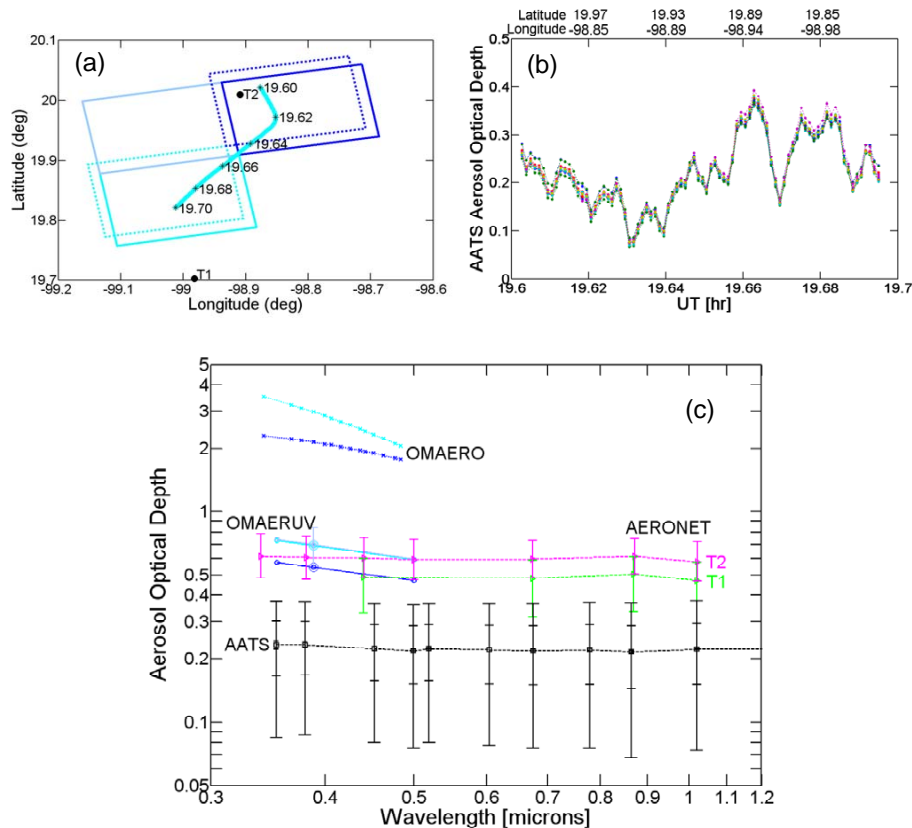 (a)
20.1
20
19.9
19.8
19.7
Latitude (deg)
T2
19.60
19.62
19.64
19.66
19.68
19.70
T1
-99.2 -99.1 -99 -98.9 -98.8 -98.7 -98.6
Longitude (deg)
Latitude 19.97 19.93 19.89 19.85
Longitude -98.85 -98.89 -98.94 -98.98
(b)
0.5
0.4
0.3
0.2
0.1
0
AATS Aerosol Optical Depth
19.6 19.62 19.64 19.66 19.68 19.7
UT [hr]
(c)
5
4
3
2
1
0.5
0.4
0.3
0.2
0.1
0.05
Aerosol Optical Depth
OMAERO
OMAERUV
AERONET
T2
T1
AATS
0.3 0.4 0.5 0.6 0.7 0.8 0.9 1 1.1 1.2
Wavelength [microns]